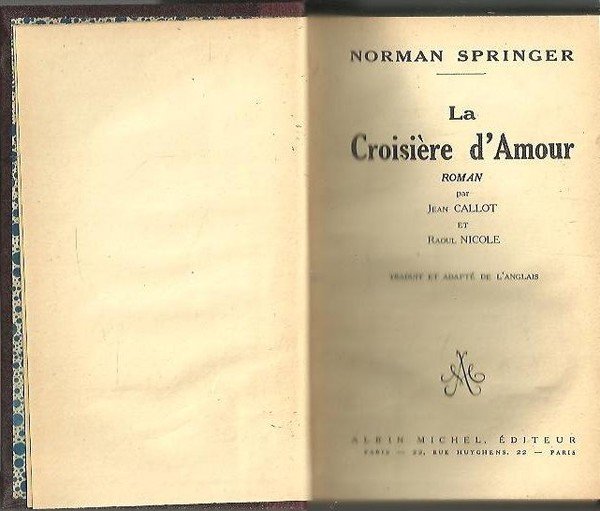 NORMAN SPRINGER
La
Croisière d'Amour
ROMAN
par
JEAN CALLOT
ET
RAOUL NICOLE
TRADUIT ET ADAPTÉ DE L'ANGLAIS
AM
ALBIN MICHEL, ÉDITEUR
PARIS — 22, RUE HUYGHENS, 22 — PARIS